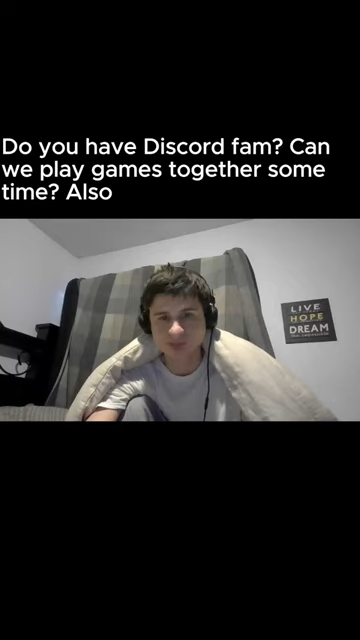 Do you have Discord fam? Can
we play games together some
time? Also
LIVE
HOPE
DREAM